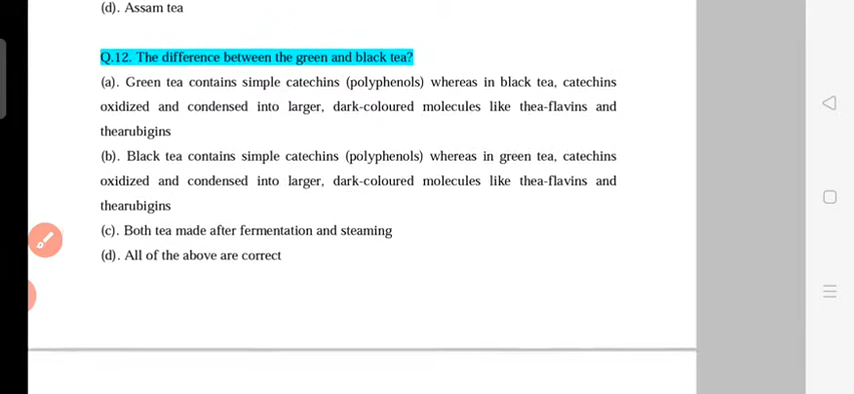 (d). Assam tea
Q.12. The difference between the green and black tea?
(a). Green tea contains simple catechins (polyphenols) whereas in black tea, catechins
oxidized and condensed into larger, dark-coloured molecules like thea-flavins and
thearubigins
(b). Black tea contains simple catechins (polyphenols) whereas in green tea, catechins
oxidized and condensed into larger, dark-coloured molecules like thea-flavins and
thearubigins
(c). Both tea made after fermentation and steaming
(d). All of the above are correct